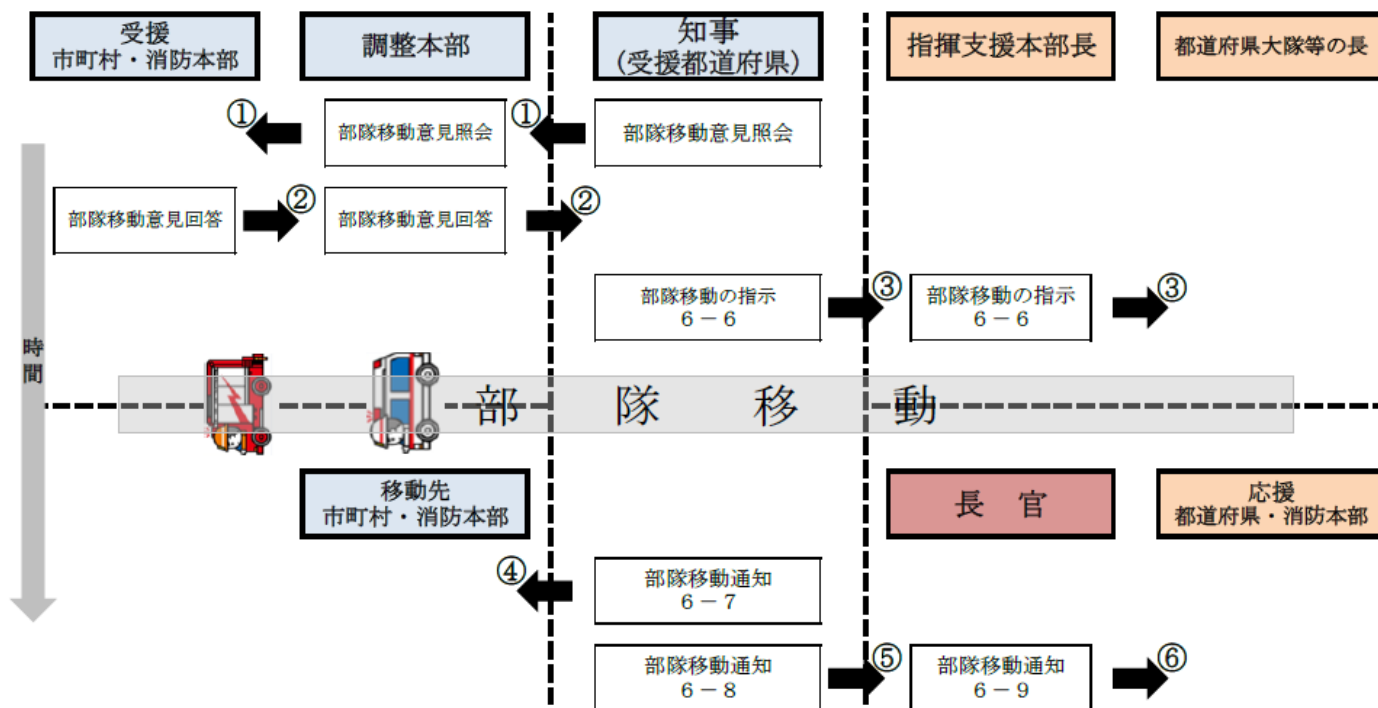 受援
市町村・消防本部
調整本部
知事
(受援都道府県)
指揮支援本部長
都道府県大隊等の長
①
部隊移動意見照会
①
部隊移動意見照会
部隊移動意見回答
②
部隊移動意見回答
②
部隊移動の指示
6－6
③
部隊移動の指示
6－6
③
時間
部隊移動
移動先
市町村・消防本部
長官
応援
都道府県・消防本部
④
部隊移動通知
6－7
部隊移動通知
6－8
⑤
部隊移動通知
6－9
⑥